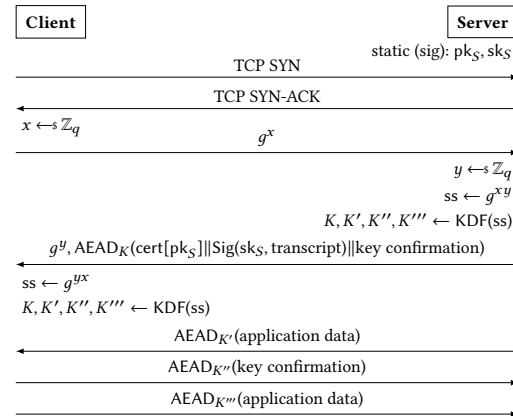 Client Server
static (sig): pk_S, sk_S
TCP SYN
TCP SYN-ACK
x ←$ ℤ_q
g^x
y ←$ ℤ_q
ss ← g^{xy}
K, K′, K″, K‴ ← KDF(ss)
g^y, AEAD_K(cert[pk_S]‖Sig(sk_S, transcript)‖key confirmation)
ss ← g^{yx}
K, K′, K″, K‴ ← KDF(ss)
AEAD_{K′}(application data)
AEAD_{K″}(key confirmation)
AEAD_{K‴}(application data)